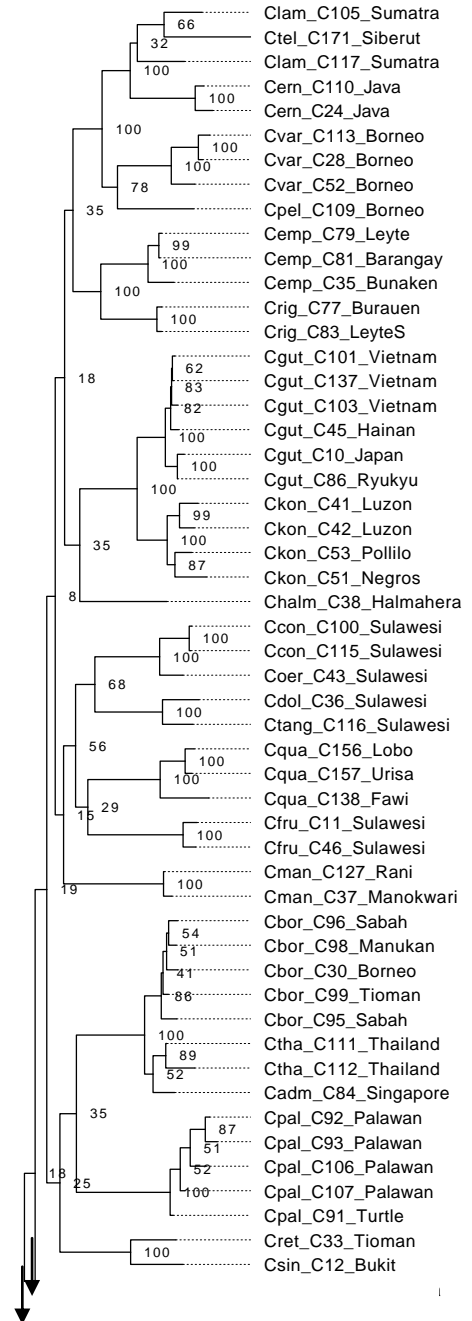 Clam_C105_Sumatra
66
Ctel_C171_Siberut
32
Clam_C117_Sumatra
100
Cern_C110_Java
100
Cern_C24_Java
100
Cvar_C113_Borneo
100
Cvar_C28_Borneo
100
Cvar_C52_Borneo
78
Cpel_C109_Borneo
35
Cemp_C79_Leyte
99
Cemp_C81_Barangay
100
Cemp_C35_Bunaken
100
Crig_C77_Burauen
100
Crig_C83_LeyteS
Cgut_C101_Vietnam
62
18
Cgut_C137_Vietnam
83
Cgut_C103_Vietnam
82
Cgut_C45_Hainan
100
Cgut_C10_Japan
100
Cgut_C86_Ryukyu
100
Ckon_C41_Luzon
99
Ckon_C42_Luzon
100
35
Ckon_C53_Pollilo
87
Ckon_C51_Negros
8
Chalm_C38_Halmahera
Ccon_C100_Sulawesi
100
Ccon_C115_Sulawesi
100
Coer_C43_Sulawesi
68
Cdol_C36_Sulawesi
100
Ctang_C116_Sulawesi
56
Cqua_C156_Lobo
100
Cqua_C157_Urisa
100
Cqua_C138_Fawi
29
15
Cfru_C11_Sulawesi
100
Cfru_C46_Sulawesi
Cman_C127_Rani
100
19
Cman_C37_Manokwari
Cbor_C96_Sabah
54
Cbor_C98_Manukan
51
Cbor_C30_Borneo
41
Cbor_C99_Tioman
86
Cbor_C95_Sabah
100
Ctha_C111_Thailand
89
Ctha_C112_Thailand
52
Cadm_C84_Singapore
35
Cpal_C92_Palawan
87
Cpal_C93_Palawan
51
Cpal_C106_Palawan
52
18
25
Cpal_C107_Palawan
100
Cpal_C91_Turtle
Cret_C33_Tioman
100
Csin_C12_Bukit